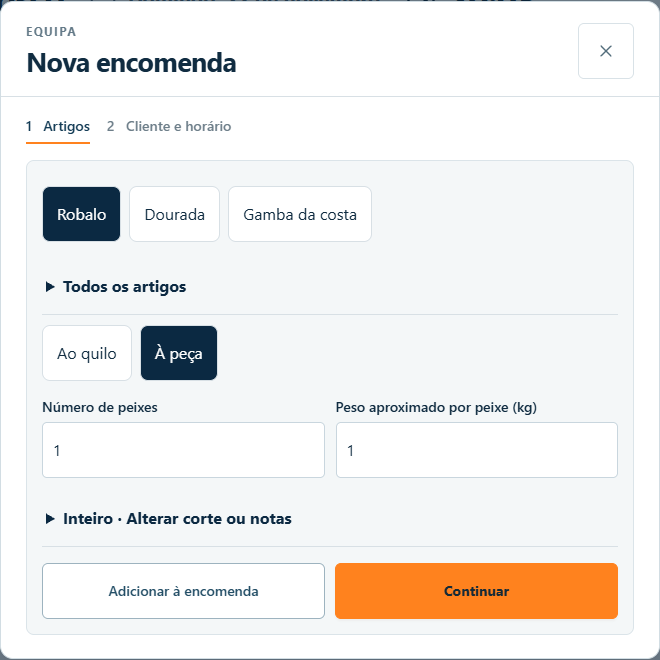 EQUIPA
Nova encomenda
1 Artigos 2 Cliente e horário
Robalo Dourada Gamba da costa
Todos os artigos
Ao quilo À peça
Número de peixes Peso aproximado por peixe (kg)
1 1
Inteiro · Alterar corte ou notas
Adicionar à encomenda Continuar